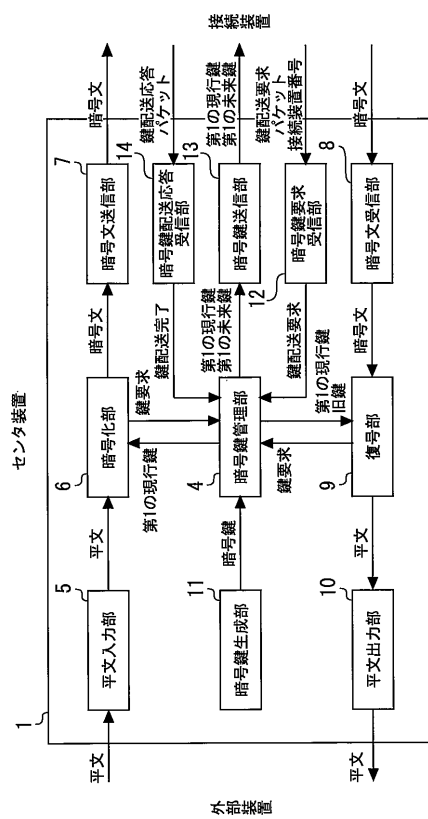 センタ装置
1
外部装置
接続装置
平文
5
平文入力部
平文
6
暗号化部
暗号文
7
暗号文送信部
暗号文
第1の現行鍵
鍵要求
鍵配送完了
14
暗号鍵配送応答
受信部
鍵配送応答
パケット
11
暗号鍵生成部
暗号鍵
4
暗号鍵管理部
第1の現行鍵
第1の未来鍵
13
暗号鍵送信部
第1の現行鍵
第1の未来鍵
鍵配送要求
12
暗号鍵要求
受信部
鍵配送要求
パケット
接続装置番号
鍵要求
第1の現行鍵
旧鍵
平文
10
平文出力部
平文
9
復号部
暗号文
8
暗号文受信部
暗号文